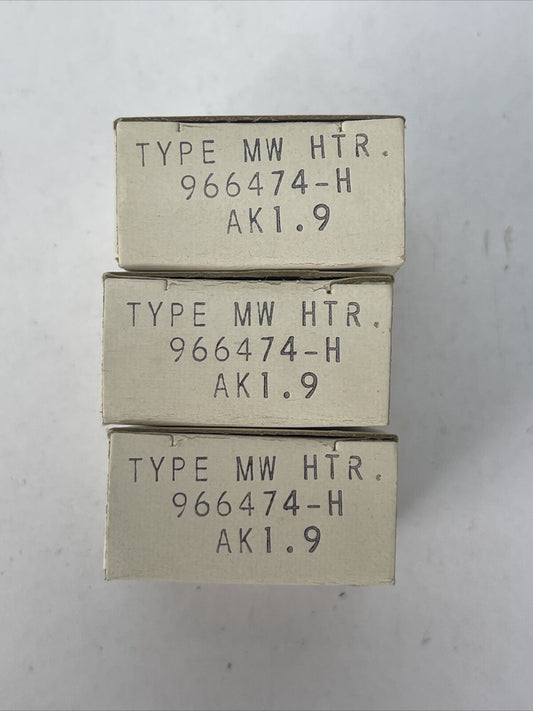 TYPE MW HTR.
966474-H
AK1.9
TYPE MW HTR.
966474-H
AK1.9
TYPE MW HTR.
966474-H
AK1.9